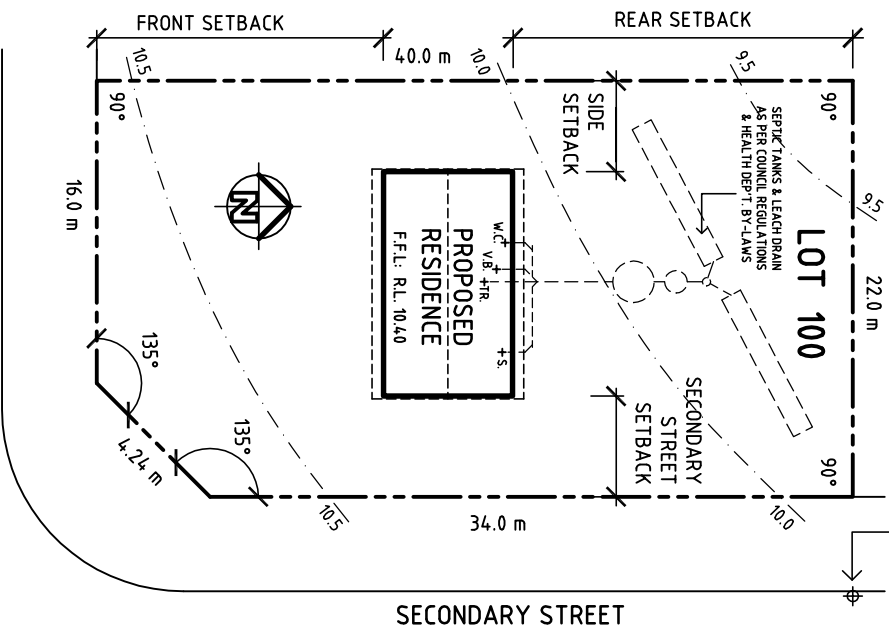 FRONT SETBACK
REAR SETBACK
40.0 m
10.5
10.0
9.5
90°
90°
SIDE
SETBACK
SEPTIC TANKS & LEACH DRAIN
AS PER COUNCIL REGULATIONS
& HEALTH DEP'T. BY-LAWS
9.5
16.0 m
N
W.C.
V.B.
TR.
S.
PROPOSED
RESIDENCE
F.F.L: R.L. 10.40
LOT 100
22.0 m
135°
135°
4.24 m
SECONDARY
STREET
SETBACK
90°
10.5
34.0 m
10.0
SECONDARY STREET